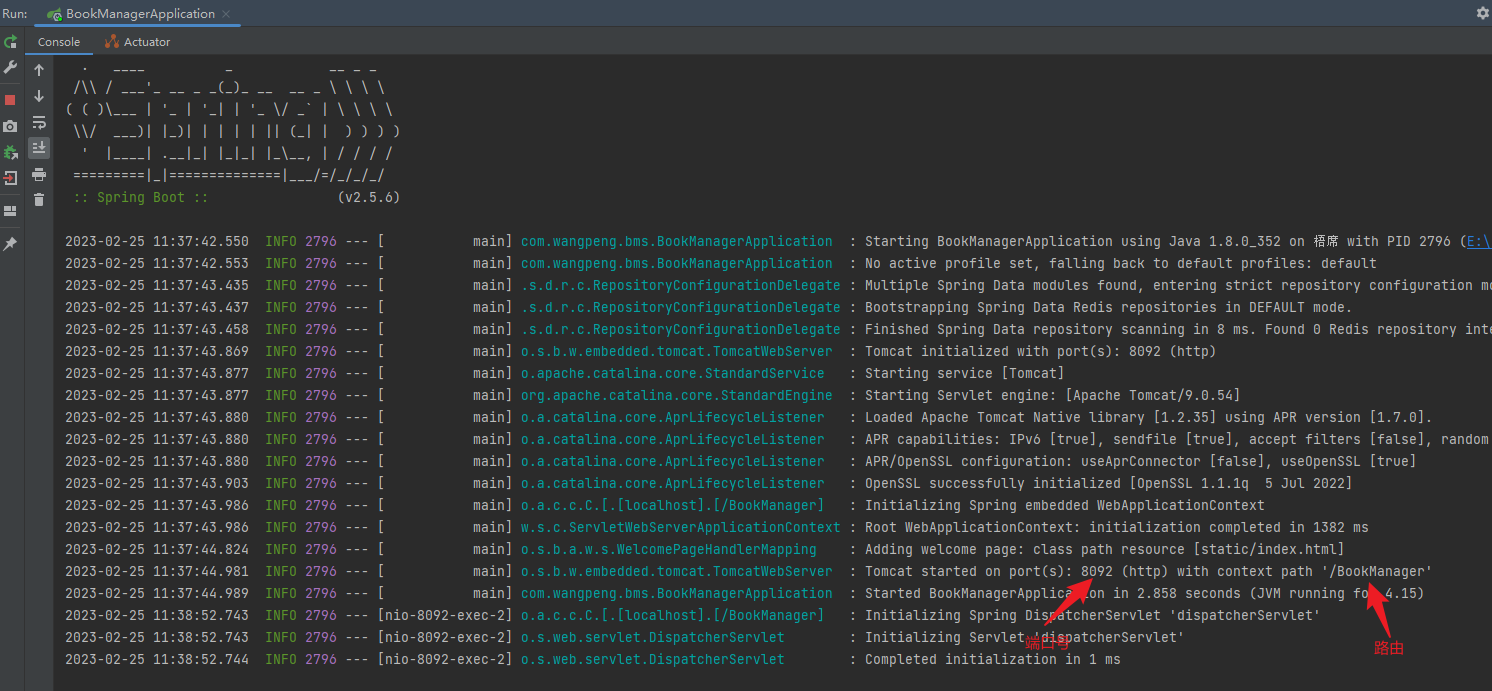 Run: BookManagerApplication
Console Actuator
  .   ____          _            __ _ _
 /\\ / ___'_ __ _ _(_)_ __  __ _ \ \ \ \
( ( )\___ | '_ | '_| | '_ \/ _` | \ \ \ \
 \\/  ___)| |_)| | | | | || (_| |  ) ) ) )
  '  |____| .__|_| |_|_| |_\__, | / / / /
 =========|_|==============|___/=/_/_/_/
 :: Spring Boot ::                (v2.5.6)
2023-02-25 11:37:42.550  INFO 2796 --- [           main] com.wangpeng.bms.BookManagerApplication  : Starting BookManagerApplication using Java 1.8.0_352 on 梧席 with PID 2796 (E:\
2023-02-25 11:37:42.553  INFO 2796 --- [           main] com.wangpeng.bms.BookManagerApplication  : No active profile set, falling back to default profiles: default
2023-02-25 11:37:43.435  INFO 2796 --- [           main] .s.d.r.c.RepositoryConfigurationDelegate : Multiple Spring Data modules found, entering strict repository configuration mo
2023-02-25 11:37:43.437  INFO 2796 --- [           main] .s.d.r.c.RepositoryConfigurationDelegate : Bootstrapping Spring Data Redis repositories in DEFAULT mode.
2023-02-25 11:37:43.458  INFO 2796 --- [           main] .s.d.r.c.RepositoryConfigurationDelegate : Finished Spring Data repository scanning in 8 ms. Found 0 Redis repository inte
2023-02-25 11:37:43.869  INFO 2796 --- [           main] o.s.b.w.embedded.tomcat.TomcatWebServer  : Tomcat initialized with port(s): 8092 (http)
2023-02-25 11:37:43.877  INFO 2796 --- [           main] o.apache.catalina.core.StandardService   : Starting service [Tomcat]
2023-02-25 11:37:43.877  INFO 2796 --- [           main] org.apache.catalina.core.StandardEngine  : Starting Servlet engine: [Apache Tomcat/9.0.54]
2023-02-25 11:37:43.880  INFO 2796 --- [           main] o.a.catalina.core.AprLifecycleListener   : Loaded Apache Tomcat Native library [1.2.35] using APR version [1.7.0].
2023-02-25 11:37:43.880  INFO 2796 --- [           main] o.a.catalina.core.AprLifecycleListener   : APR capabilities: IPv6 [true], sendfile [true], accept filters [false], random
2023-02-25 11:37:43.880  INFO 2796 --- [           main] o.a.catalina.core.AprLifecycleListener   : APR/OpenSSL configuration: useAprConnector [false], useOpenSSL [true]
2023-02-25 11:37:43.903  INFO 2796 --- [           main] o.a.catalina.core.AprLifecycleListener   : OpenSSL successfully initialized [OpenSSL 1.1.1q  5 Jul 2022]
2023-02-25 11:37:43.986  INFO 2796 --- [           main] o.a.c.c.C.[.[localhost].[/BookManager]   : Initializing Spring embedded WebApplicationContext
2023-02-25 11:37:43.986  INFO 2796 --- [           main] w.s.c.ServletWebServerApplicationContext : Root WebApplicationContext: initialization completed in 1382 ms
2023-02-25 11:37:44.824  INFO 2796 --- [           main] o.s.b.a.w.s.WelcomePageHandlerMapping    : Adding welcome page: class path resource [static/index.html]
2023-02-25 11:37:44.981  INFO 2796 --- [           main] o.s.b.w.embedded.tomcat.TomcatWebServer  : Tomcat started on port(s): 8092 (http) with context path '/BookManager'
2023-02-25 11:37:44.989  INFO 2796 --- [           main] com.wangpeng.bms.BookManagerApplication  : Started BookManagerApplication in 2.858 seconds (JVM running for 4.15)
2023-02-25 11:38:52.743  INFO 2796 --- [nio-8092-exec-2] o.a.c.c.C.[.[localhost].[/BookManager]   : Initializing Spring DispatcherServlet 'dispatcherServlet'
2023-02-25 11:38:52.743  INFO 2796 --- [nio-8092-exec-2] o.s.web.servlet.DispatcherServlet        : Initializing Servlet 'dispatcherServlet'
端口号
路由
2023-02-25 11:38:52.744  INFO 2796 --- [nio-8092-exec-2] o.s.web.servlet.DispatcherServlet        : Completed initialization in 1 ms